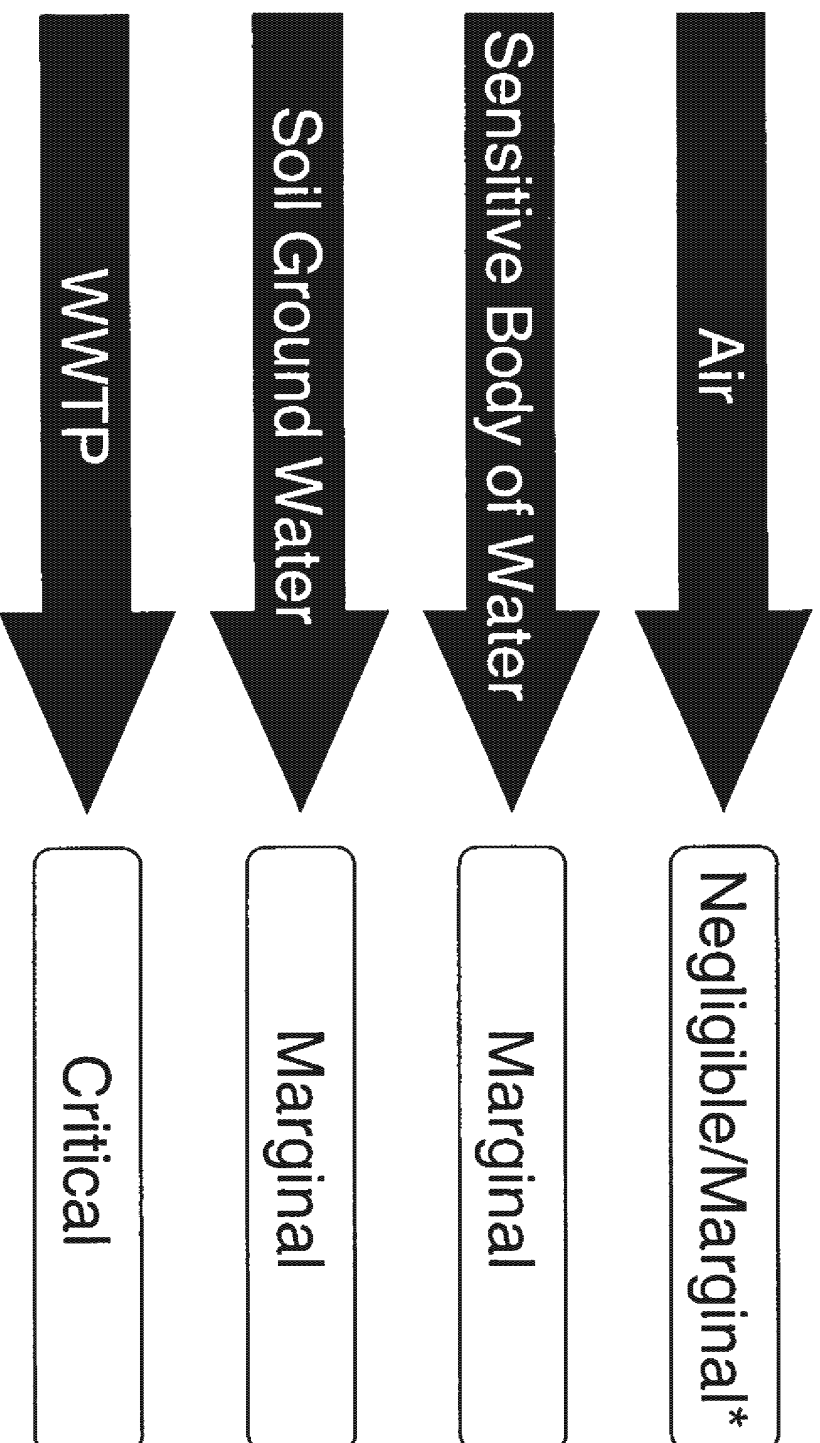 Air
Negligible/Marginal*
Sensitive Body of Water
Marginal
Soil Ground Water
Marginal
WWTP
Critical